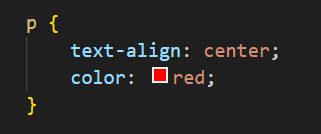 p {
    text-align: center;
    color: red;
}